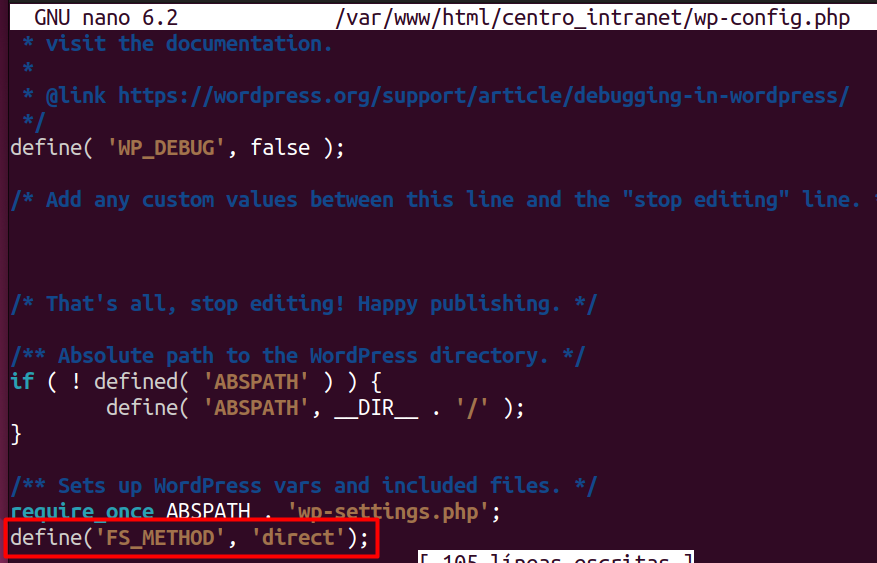 GNU nano 6.2 /var/www/html/centro_intranet/wp-config.php
* visit the documentation.
*
* @link https://wordpress.org/support/article/debugging-in-wordpress/
*/
define( 'WP_DEBUG', false );
/* Add any custom values between this line and the "stop editing" line.
/* That's all, stop editing! Happy publishing. */
/** Absolute path to the WordPress directory. */
if ( ! defined( 'ABSPATH' ) ) {
define( 'ABSPATH', __DIR__ . '/' );
}
/** Sets up WordPress vars and included files. */
require_once ABSPATH . 'wp-settings.php';
define('FS_METHOD', 'direct');
[ 105 líneas escritas ]